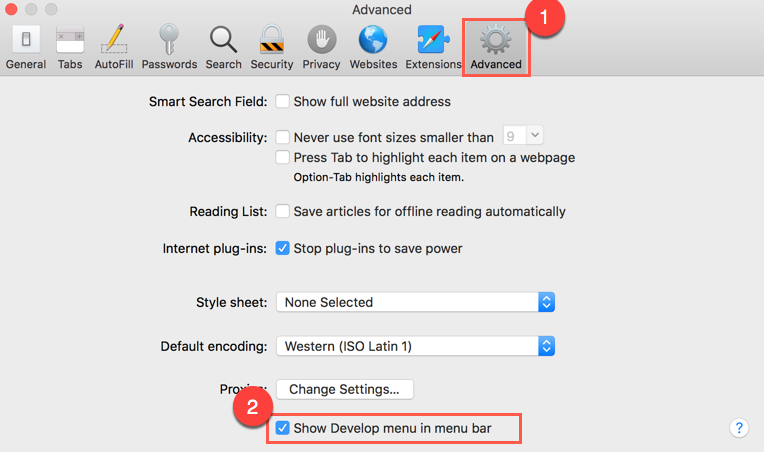 Advanced
1
General Tabs AutoFill Passwords Search Security Privacy Websites Extensions Advanced
Smart Search Field: Show full website address
Accessibility: Never use font sizes smaller than 9
Press Tab to highlight each item on a webpage
Option-Tab highlights each item.
Reading List: Save articles for offline reading automatically
Internet plug-ins: Stop plug-ins to save power
Style sheet: None Selected
Default encoding: Western (ISO Latin 1)
Change Settings...
2
Show Develop menu in menu bar
?